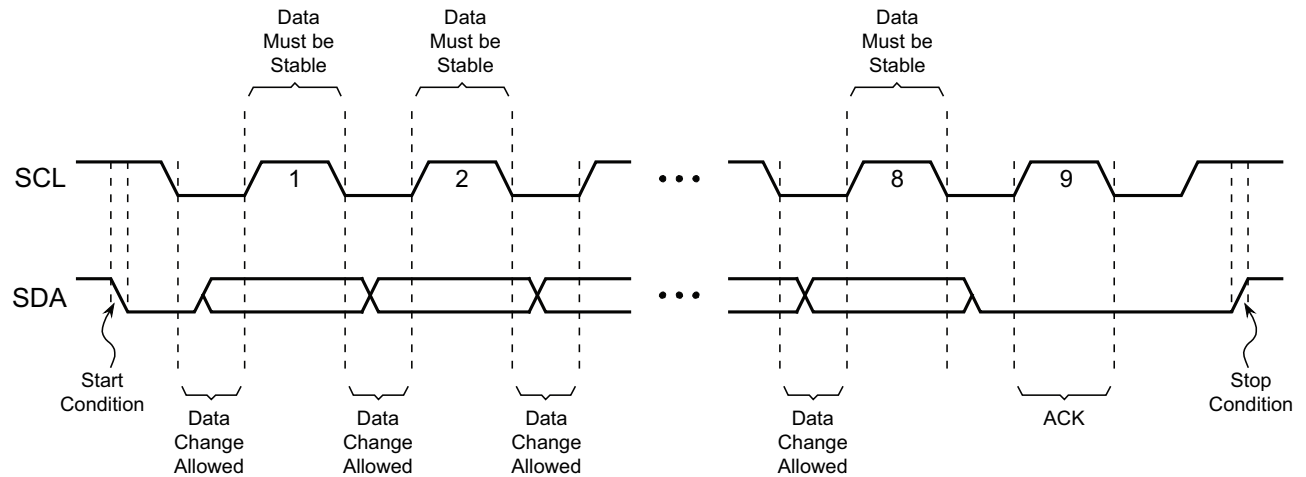 Data
Must be
Stable
Data
Must be
Stable
Data
Must be
Stable
SCL
1
2
8
9
SDA
Start
Condition
Data
Change
Allowed
Data
Change
Allowed
Data
Change
Allowed
Data
Change
Allowed
ACK
Stop
Condition